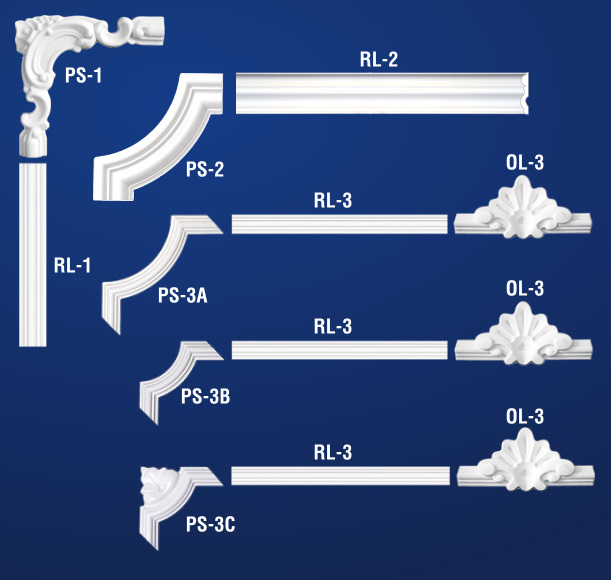 RL-2
PS-1
PS-2
OL-3
RL-3
RL-1
PS-3A
OL-3
RL-3
PS-3B
OL-3
RL-3
PS-3C